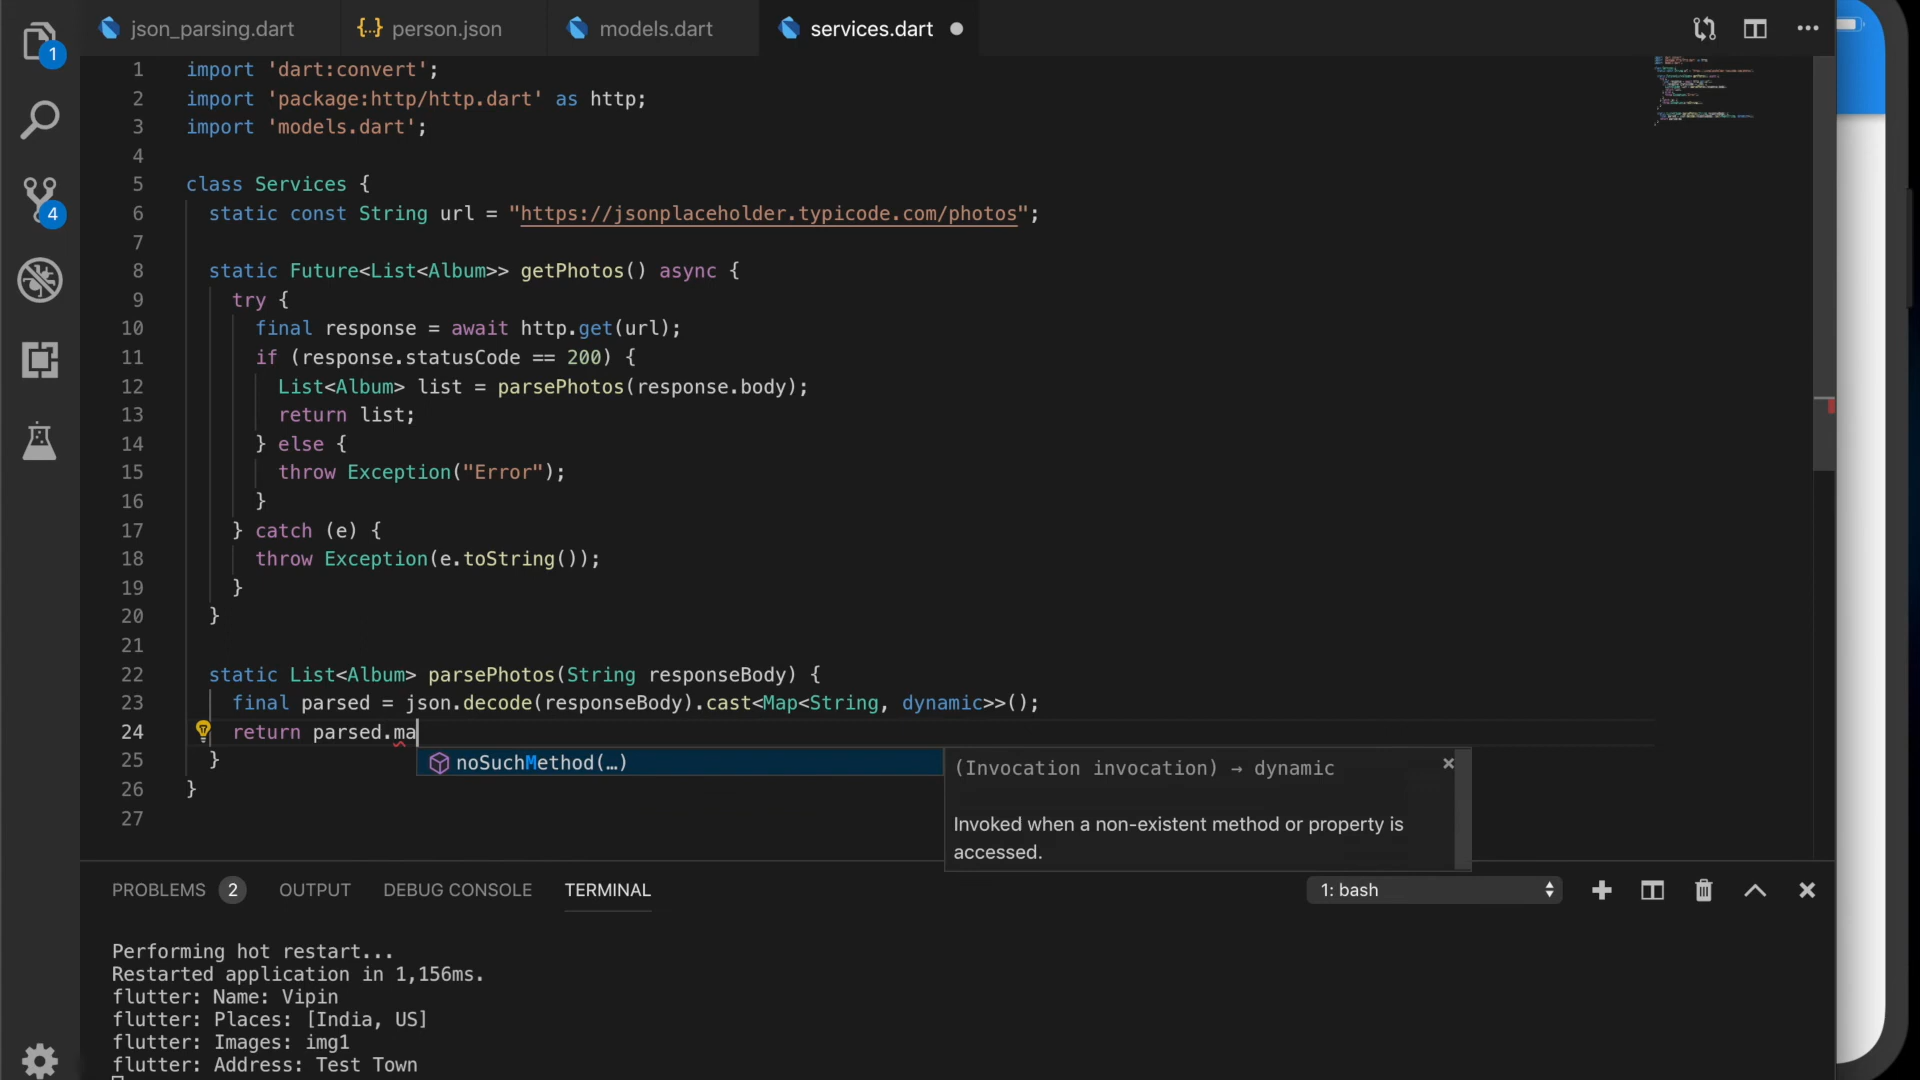 json_parsing.dart {..} person.json models.dart services.dart
1
1 import 'dart:convert';
2 import 'package:http/http.dart' as http;
3 import 'models.dart';
4
5 class Services {
6 static const String url = "https://jsonplaceholder.typicode.com/photos";
7
8 static Future<List<Album>> getPhotos() async {
9 try {
10 final response = await http.get(url);
11 if (response.statusCode == 200) {
12 List<Album> list = parsePhotos(response.body);
13 return list;
14 } else {
15 throw Exception("Error");
16 }
17 } catch (e) {
18 throw Exception(e.toString());
19 }
20 }
21
22 static List<Album> parsePhotos(String responseBody) {
23 final parsed = json.decode(responseBody).cast<Map<String, dynamic>>();
24 return parsed.ma
25 }
26 }
27
4
noSuchMethod(…)
(Invocation invocation) → dynamic
Invoked when a non-existent method or property is
accessed.
PROBLEMS 2 OUTPUT DEBUG CONSOLE TERMINAL 1: bash
Performing hot restart...
Restarted application in 1,156ms.
flutter: Name: Vipin
flutter: Places: [India, US]
flutter: Images: img1
flutter: Address: Test Town